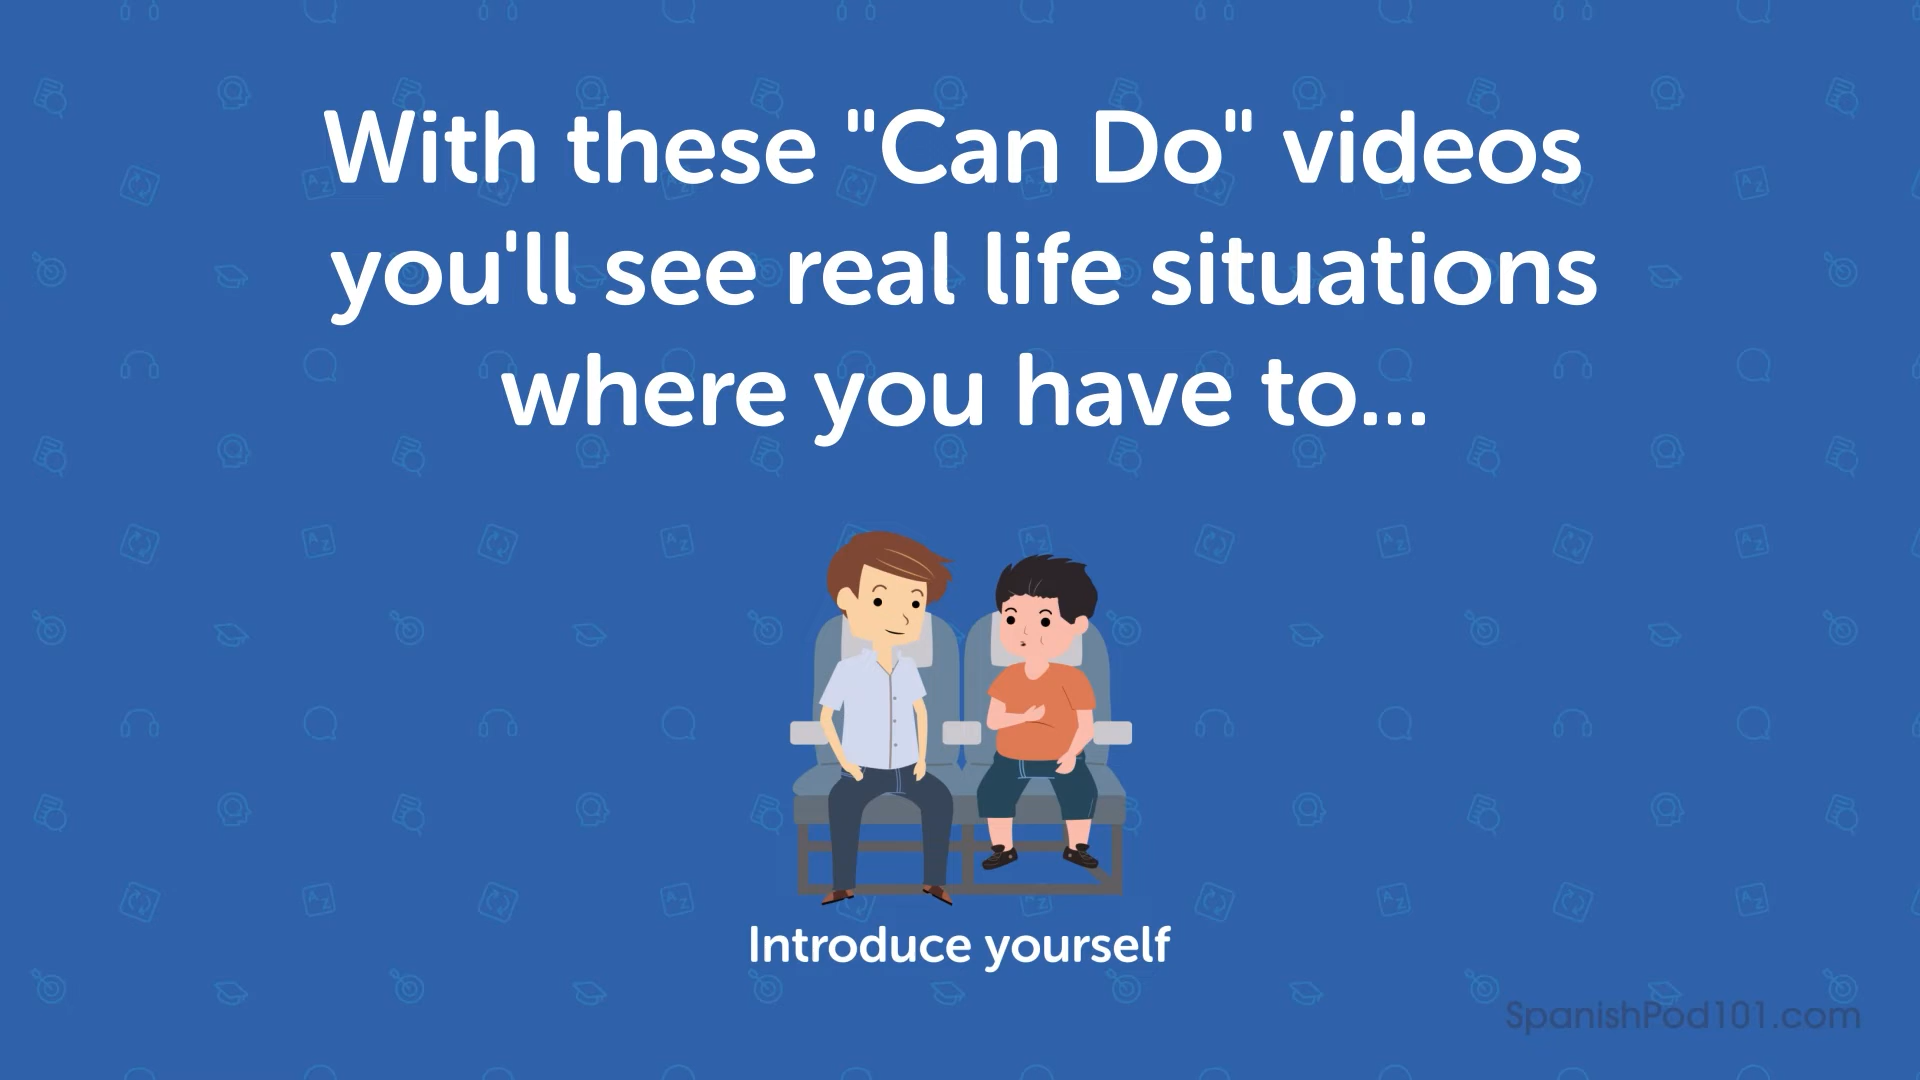 With these "Can Do" videos
you'll see real life situations
where you have to...
Introduce yourself
SpanishPod101.com